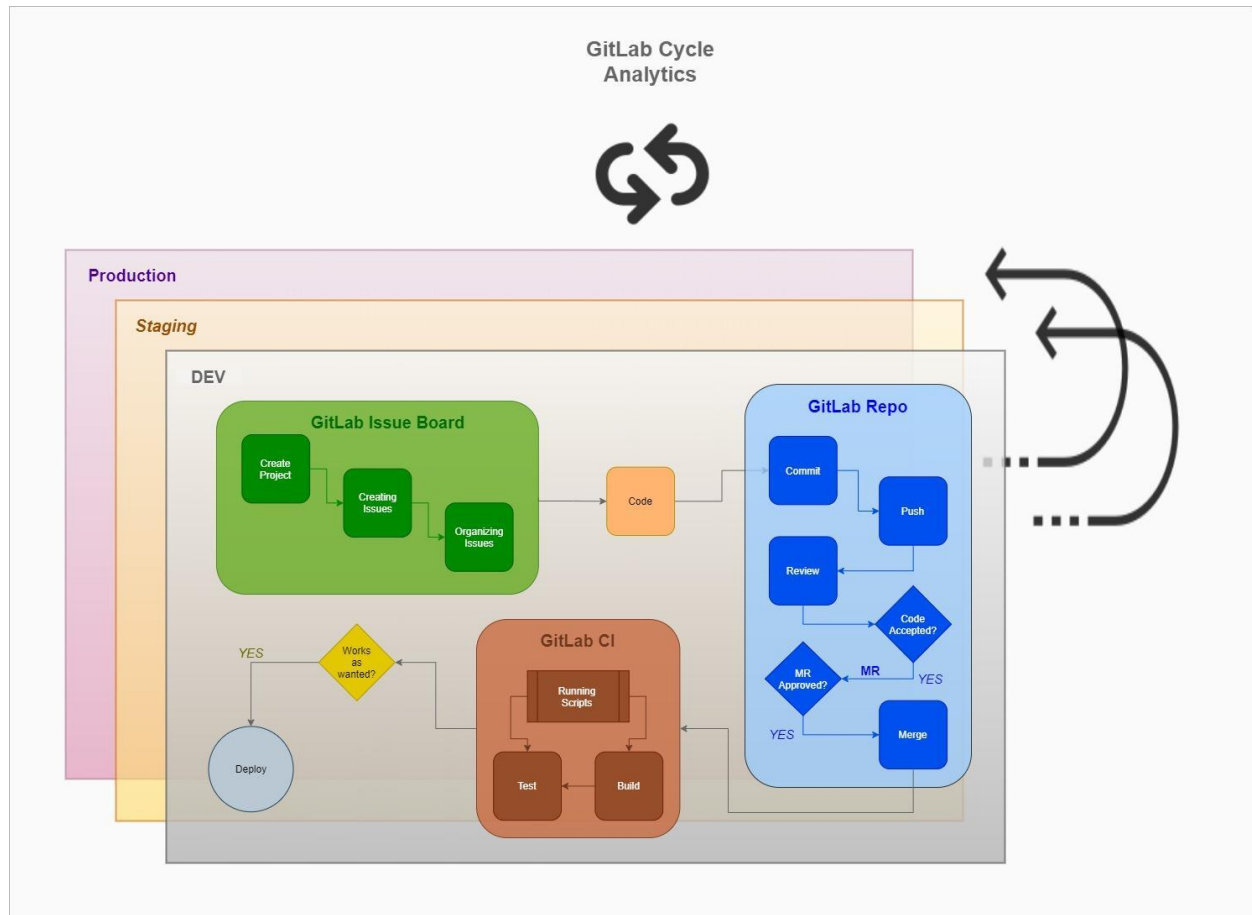 GitLab Cycle
Analytics
Production
Staging
DEV
GitLab Issue Board
Create
Project
Creating
Issues
Organizing
Issues
Code
GitLab Repo
Commit
Push
Review
Code
Accepted?
YES
MR
MR
Approved?
YES
Merge
GitLab CI
Running
Scripts
Build
Test
Works
as
wanted?
YES
Deploy